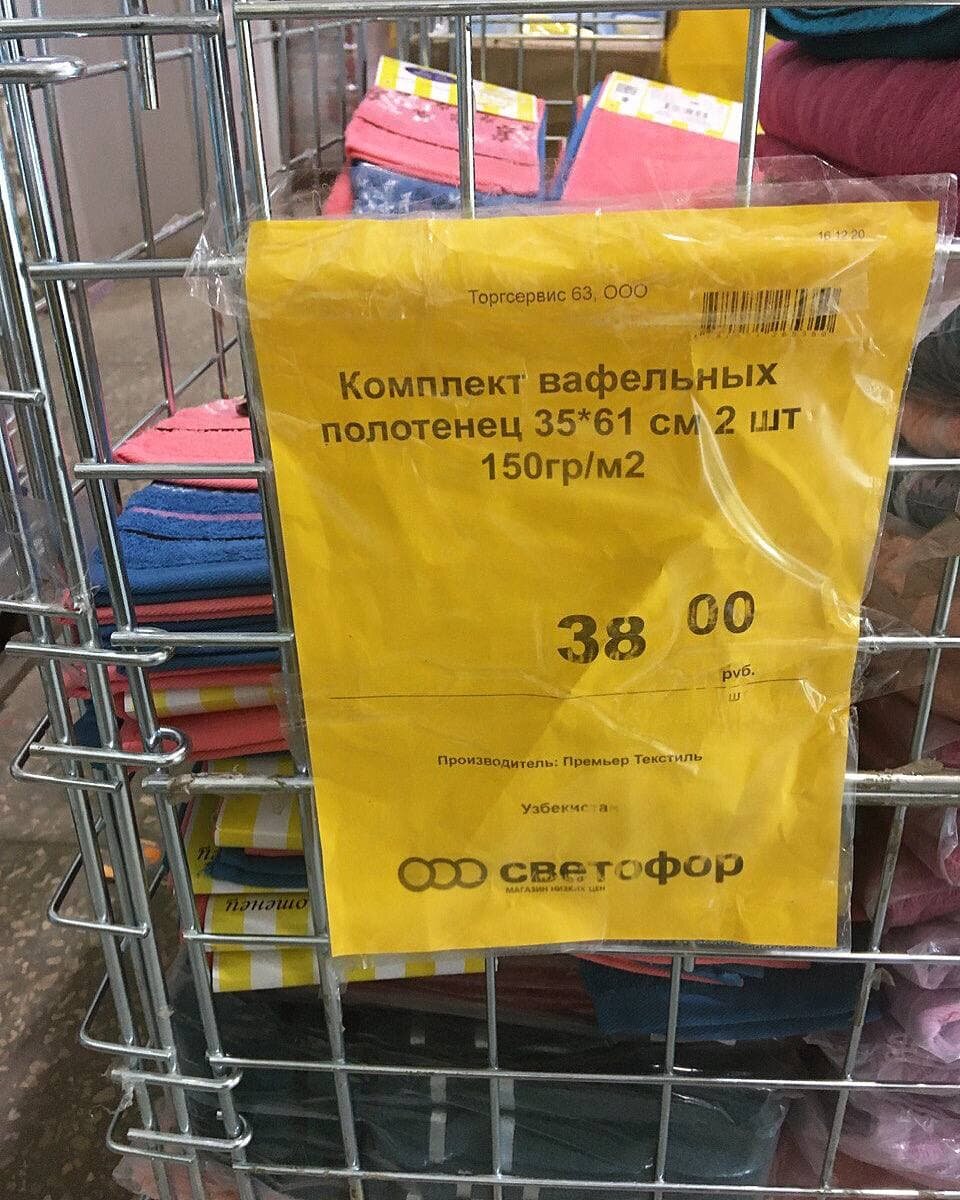 16.12.20
Торгсервис 63, ООО
Комплект вафельных
полотенец 35*61 см 2 шт
150гр/м2
38 00
руб.
ш
Производитель: Премьер Текстиль
Узбекистан
светофор
МАГАЗИН НИЗКИХ ЦЕН